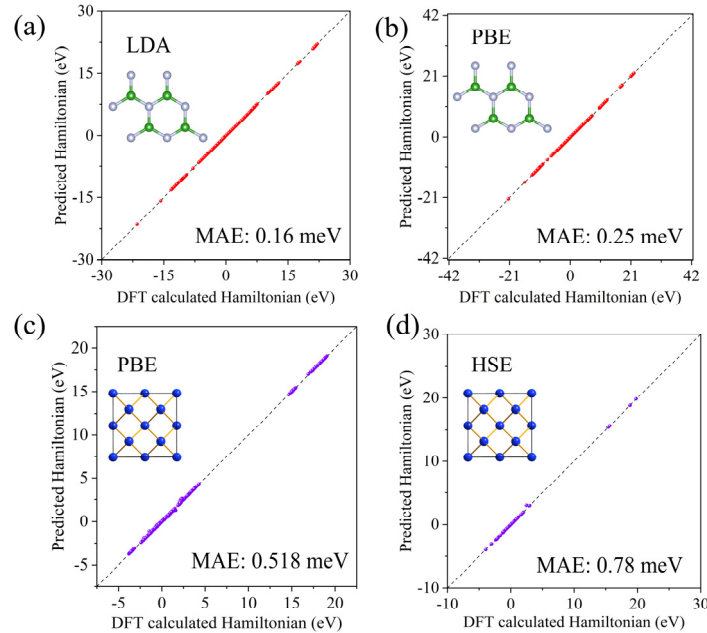 (a)
LDA
30
15
0
-15
-30
Predicted Hamiltonian (eV)
MAE: 0.16 meV
-30 -15 0 15 30
DFT calculated Hamiltonian (eV)
(b)
PBE
42
21
0
-21
-42
Predicted Hamiltonian (eV)
MAE: 0.25 meV
-42 -21 0 21 42
DFT calculated Hamiltonian (eV)
(c)
PBE
20
15
10
5
0
-5
Predicted Hamiltonian (eV)
MAE: 0.518 meV
-5 0 5 10 15 20
DFT calculated Hamiltonian (eV)
(d)
HSE
30
20
10
0
-10
Predicted Hamiltonian (eV)
MAE: 0.78 meV
-10 0 10 20 30
DFT calculated Hamiltonian (eV)